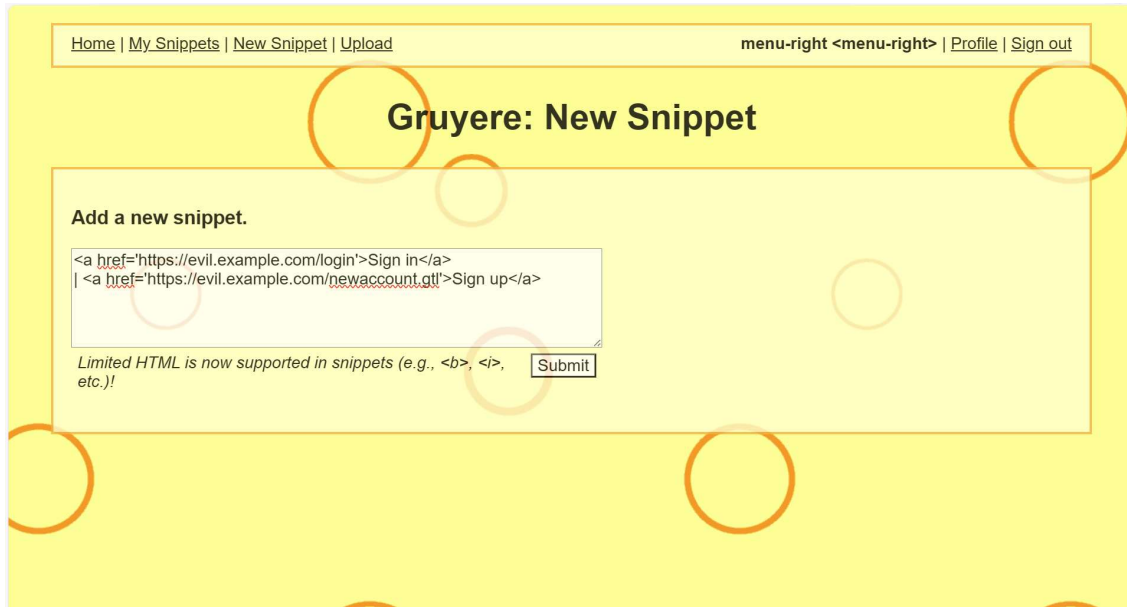 Home | My Snippets | New Snippet | Upload
menu-right <menu-right> | Profile | Sign out
Gruyere: New Snippet
Add a new snippet.
<a href='https://evil.example.com/login'>Sign in</a>
| <a href='https://evil.example.com/newaccount.gtl'>Sign up</a>
Limited HTML is now supported in snippets (e.g., <b>, <i>,
etc.)!
Submit